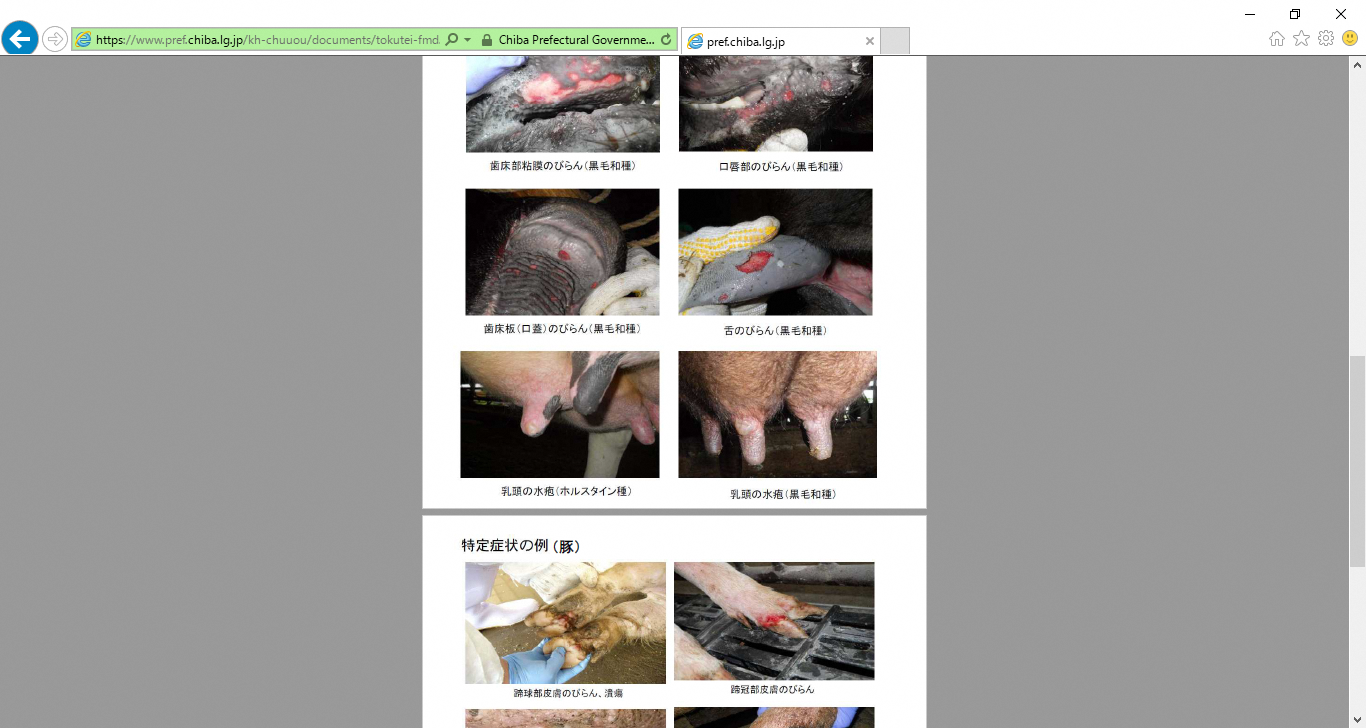 https://www.pref.chiba.lg.jp/kh-chuuou/documents/tokutei-fmd.
Chiba Prefectural Governme...
pref.chiba.lg.jp
歯床部粘膜のびらん（黒毛和種）
口唇部のびらん（黒毛和種）
歯床板（口蓋）のびらん（黒毛和種）
舌のびらん（黒毛和種）
乳頭の水疱（ホルスタイン種）
乳頭の水疱（黒毛和種）
特定症状の例（豚）
蹄球部皮膚のびらん、潰瘍
蹄冠部皮膚のびらん